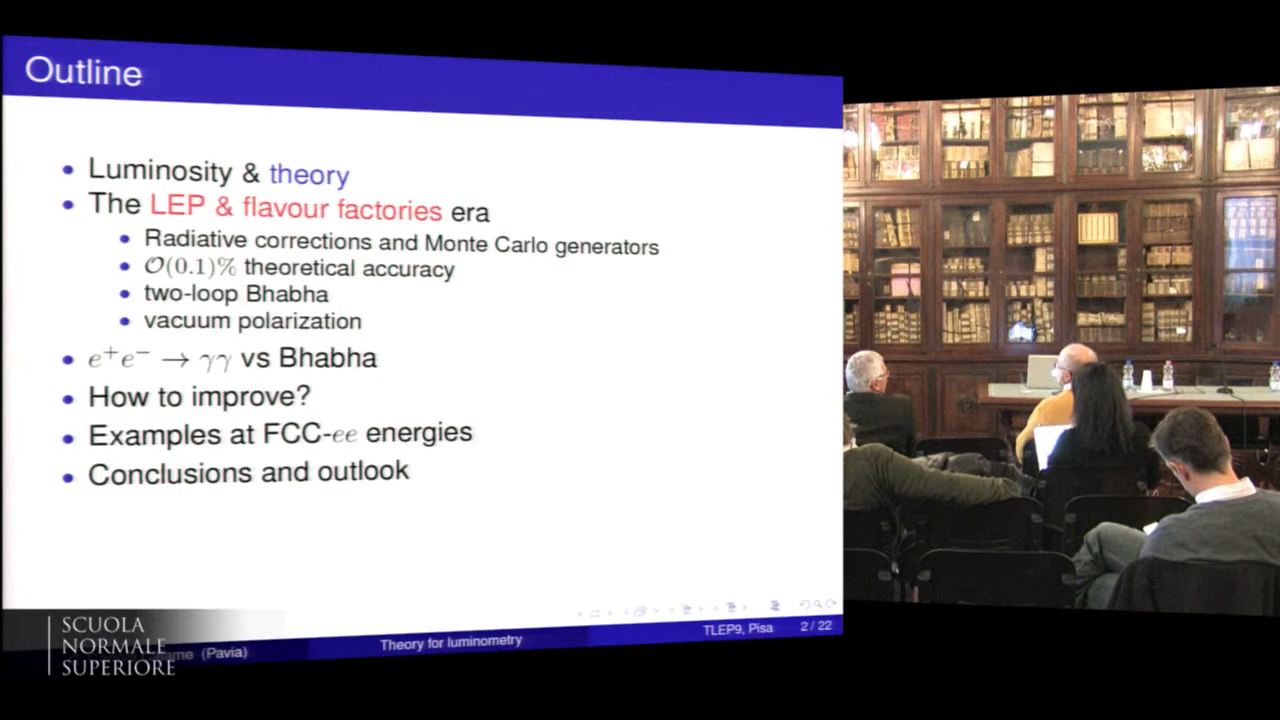 Outline
Luminosity & theory
The LEP & flavour factories era
Radiative corrections and Monte Carlo generators
O(0.1)% theoretical accuracy
two-loop Bhabha
vacuum polarization
e⁺e⁻ → γγ vs Bhabha
How to improve?
Examples at FCC-ee energies
Conclusions and outlook
SCUOLA
NORMALE
SUPERIORE
(Pavia)
Theory for luminometry
TLEP9, Pisa
2 / 22